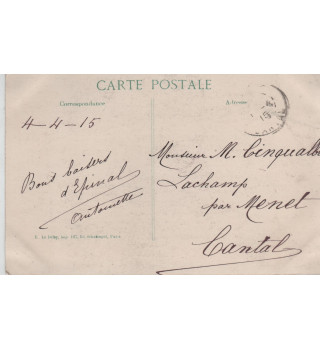 CARTE POSTALE
Correspondance
Adresse
4-4-15
Bons baisers
d'Epinal
Antoinette
Monsieur M. Cinqualbre
Lachamp
par Menet
Cantal